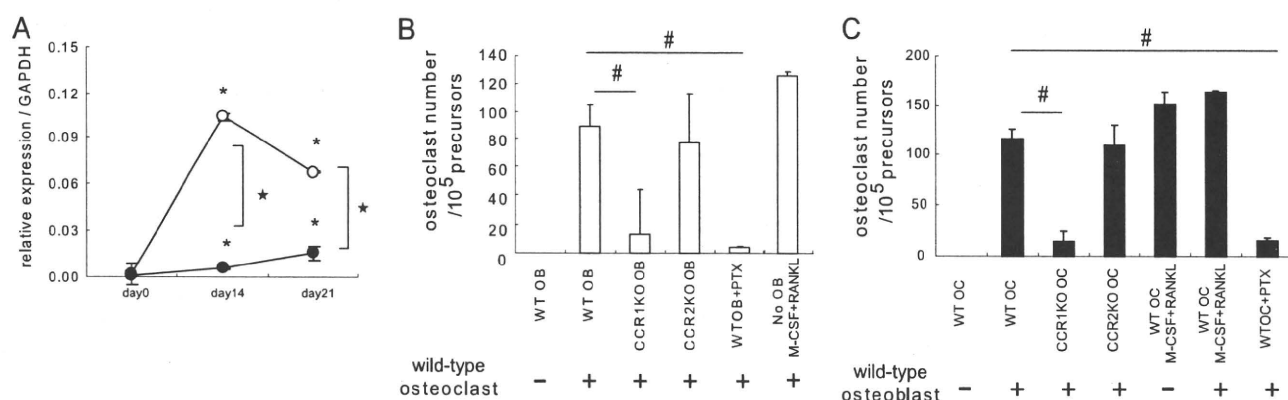 A
relative expression / GAPDH
0.15
0.12
0.09
0.06
0.03
0.00
*
*
*
*
★
★
day0
day14
day21
B
osteoclast number
/10^5 precursors
140
120
100
80
60
40
20
0
#
#
WT OB
WT OB
CCR1KO OB
CCR2KO OB
WTOB+PTX
No OB
M-CSF+RANKL
wild-type
osteoclast
− + + + + +
C
osteoclast number
/10^5 precursors
200
150
100
50
0
#
#
WT OC
WT OC
CCR1KO OC
CCR2KO OC
WT OC
M-CSF+RANKL
WT OC
M-CSF+RANKL
WTOC+PTX
wild-type
osteoblast
− + + + − + +